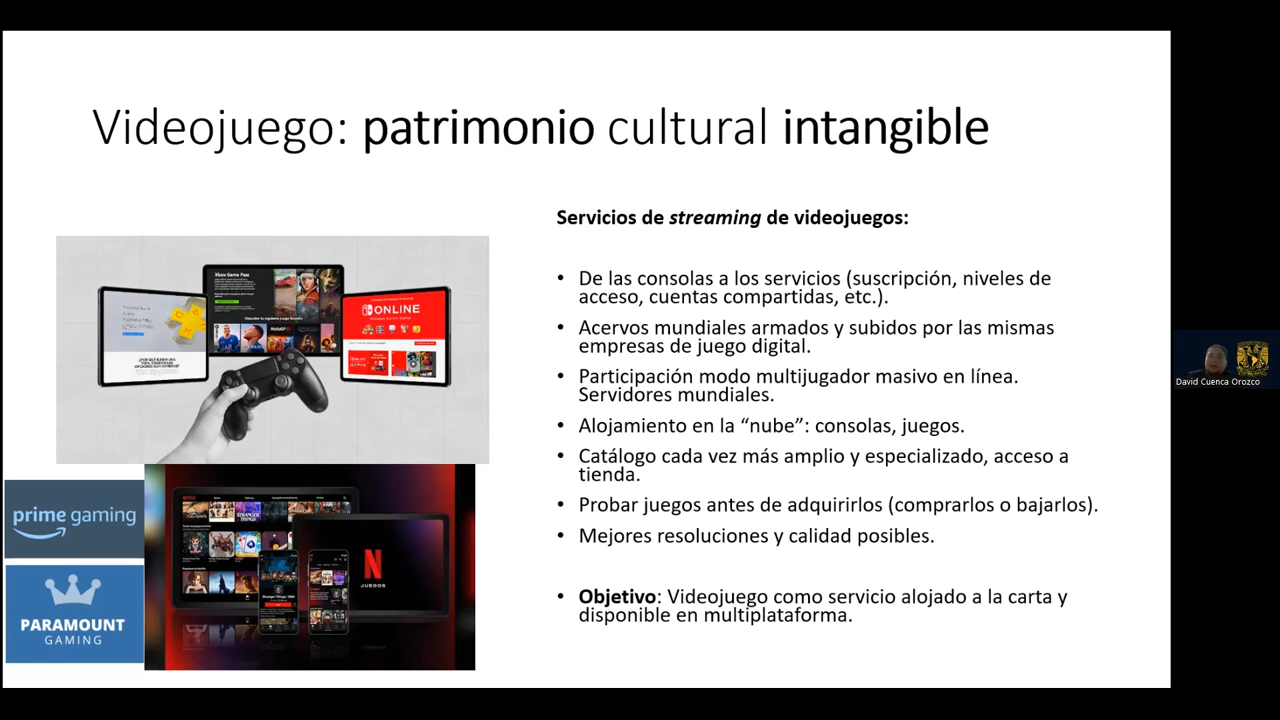 Videojuego: patrimonio cultural intangible
Servicios de streaming de videojuegos:
• De las consolas a los servicios (suscripción, niveles de
acceso, cuentas compartidas, etc.).
• Acervos mundiales armados y subidos por las mismas
empresas de juego digital.
• Participación modo multijugador masivo en línea.
Servidores mundiales.
• Alojamiento en la “nube”: consolas, juegos.
• Catálogo cada vez más amplio y especializado, acceso a
tienda.
• Probar juegos antes de adquirirlos (comprarlos o bajarlos).
• Mejores resoluciones y calidad posibles.
• Objetivo: Videojuego como servicio alojado a la carta y
disponible en multiplataforma.
Xbox Game Pass
ONLINE
prime gaming
PARAMOUNT
GAMING
N
JUEGOS
David Cuenca Orozco